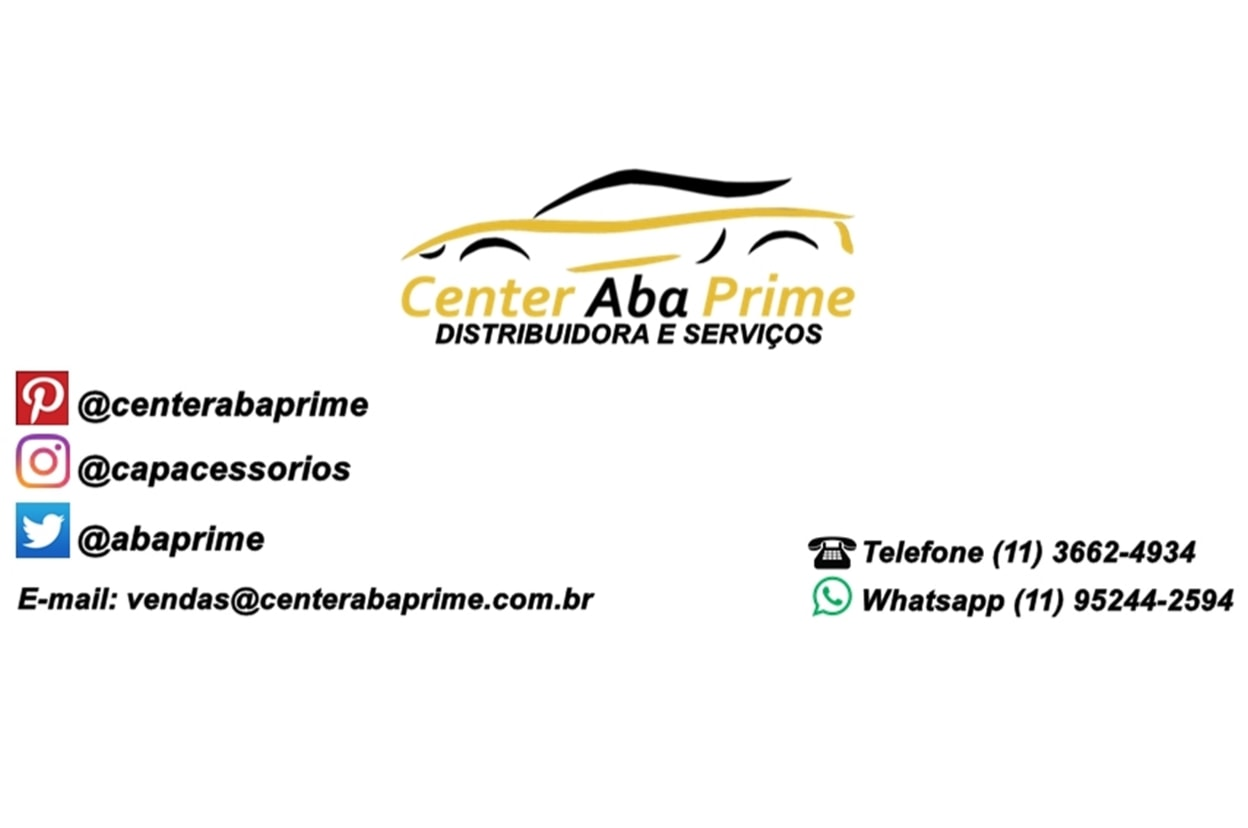 Center Aba Prime
DISTRIBUIDORA E SERVIÇOS
@centerabaprime
@capacessorios
@abaprime
E-mail: vendas@centerabaprime.com.br
Telefone (11) 3662-4934
Whatsapp (11) 95244-2594